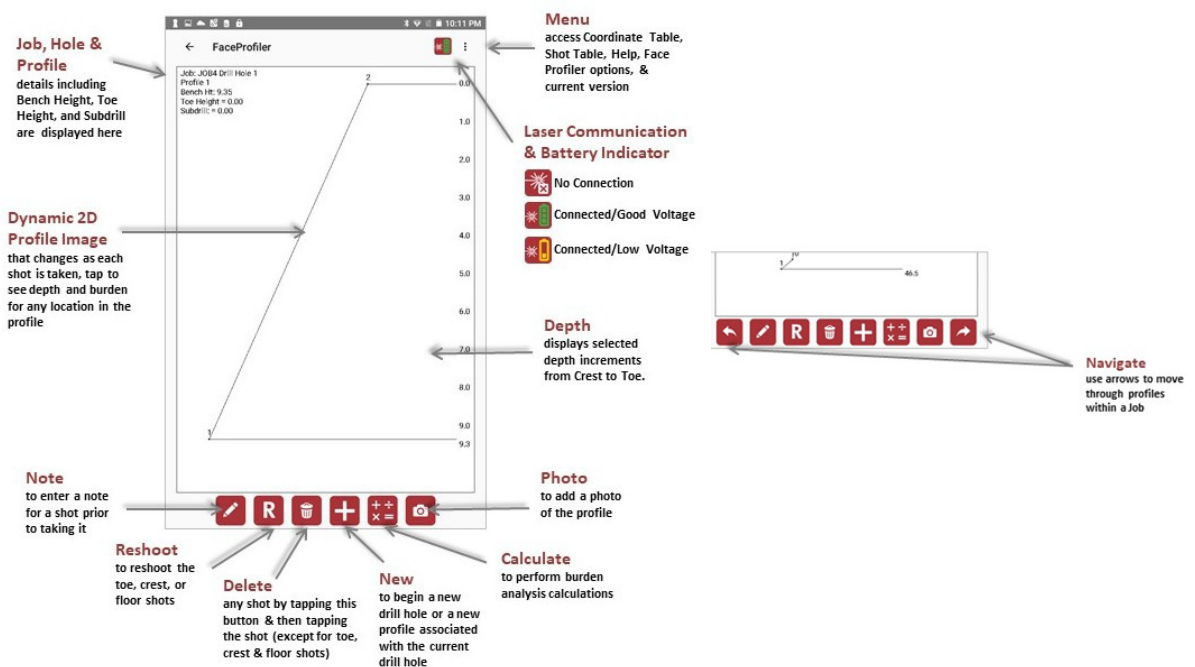 10:11 PM
FaceProfiler
Job: JOB4 Drill Hole 1
Profile 1
Bench Ht: 9.35
Toe Height = 0.00
Subdrill: = 0.00
2
0.0
1.0
2.0
3.0
4.0
5.0
6.0
7.0
8.0
9.0
9.3
1
R
Job, Hole &
Profile
details including
Bench Height, Toe
Height, and Subdrill
are displayed here
Dynamic 2D
Profile Image
that changes as each
shot is taken, tap to
see depth and burden
for any location in the
profile
Menu
access Coordinate Table,
Shot Table, Help, Face
Profiler options, &
current version
Laser Communication
& Battery Indicator
No Connection
Connected/Good Voltage
Connected/Low Voltage
Depth
displays selected
depth increments
from Crest to Toe.
Note
to enter a note
for a shot prior
to taking it
Reshoot
to reshoot the
toe, crest, or
floor shots
Delete
any shot by tapping this
button & then tapping
the shot (except for toe,
crest & floor shots)
New
to begin a new
drill hole or a new
profile associated
with the current
drill hole
Calculate
to perform burden
analysis calculations
Photo
to add a photo
of the profile
1
46.5
R
Navigate
use arrows to move
through profiles
within a Job